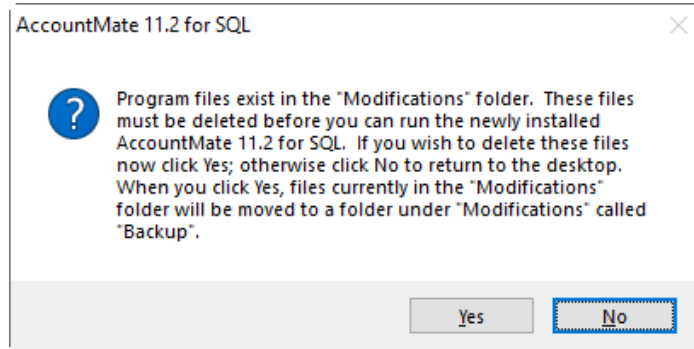 AccountMate 11.2 for SQL
Program files exist in the "Modifications" folder.  These files
must be deleted before you can run the newly installed
AccountMate 11.2 for SQL.  If you wish to delete these files
now click Yes; otherwise click No to return to the desktop.
When you click Yes, files currently in the "Modifications"
folder will be moved to a folder under "Modifications" called
"Backup".
Yes
No